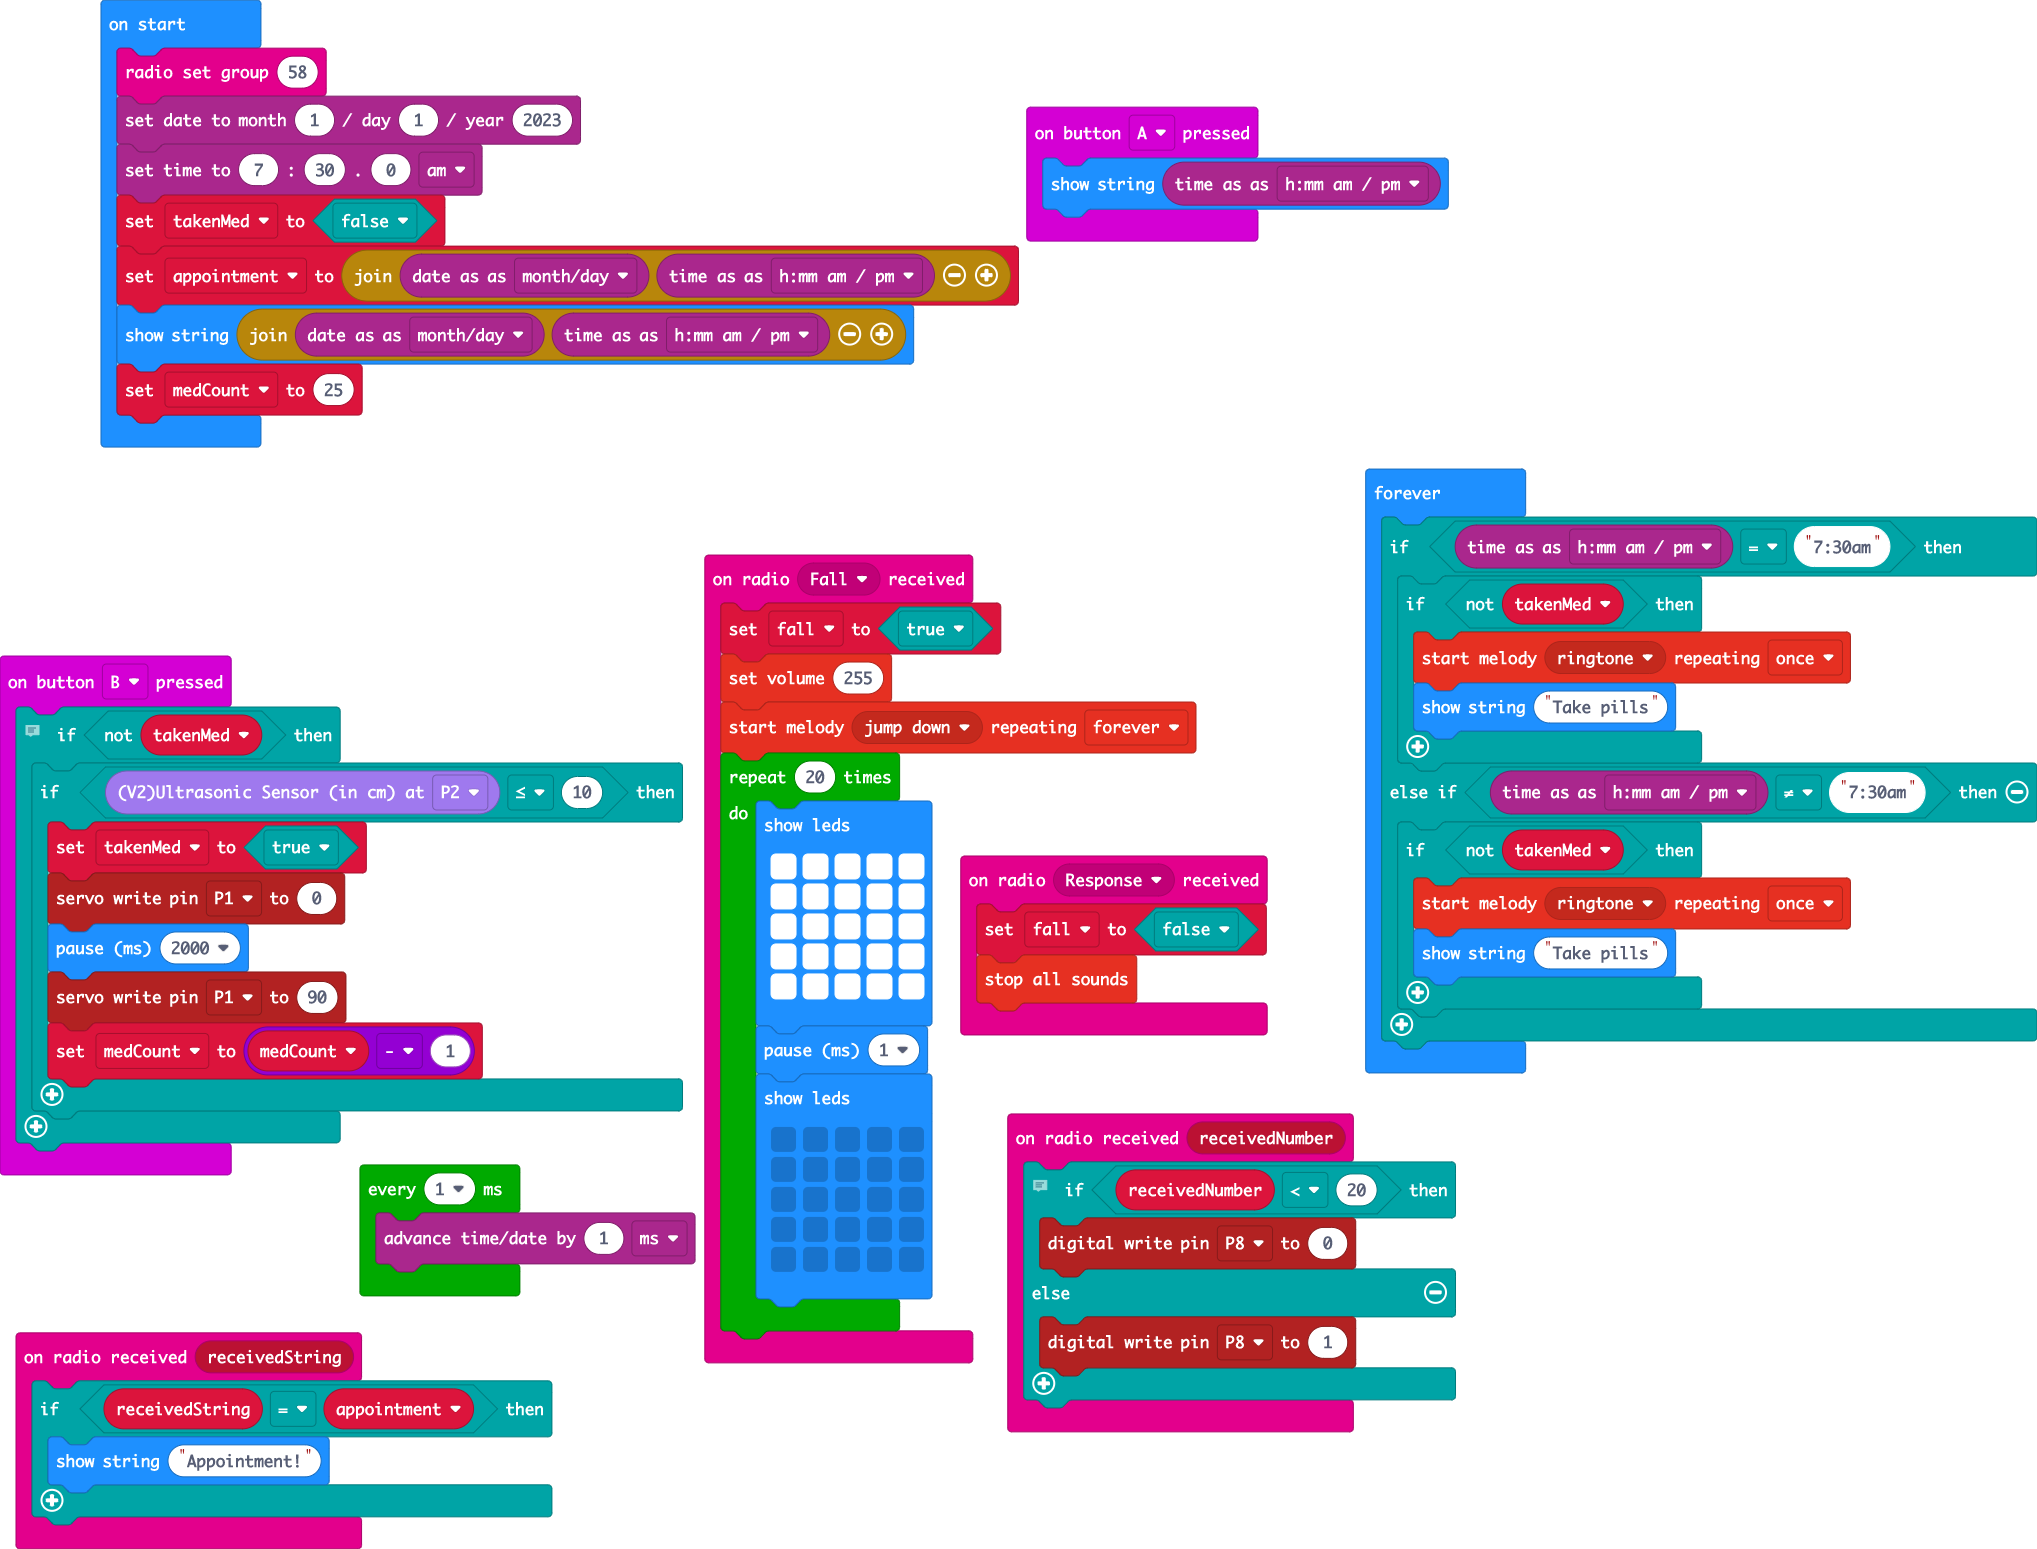 on start
radio set group 58
set date to month 1 / day 1 / year 2023
set time to 7 : 30 . 0 am
set takenMed to false
set appointment to join date as as month/day time as as h:mm am / pm
show string join date as as month/day time as as h:mm am / pm
set medCount to 25
on button A pressed
show string time as as h:mm am / pm
forever
if time as as h:mm am / pm = "7:30am" then
if not takenMed then
start melody ringtone repeating once
show string "Take pills"
else if time as as h:mm am / pm ≠ "7:30am" then
if not takenMed then
start melody ringtone repeating once
show string "Take pills"
on radio Fall received
set fall to true
set volume 255
start melody jump down repeating forever
repeat 20 times
do
show leds
pause (ms) 1
show leds
on button B pressed
if not takenMed then
if (V2)Ultrasonic Sensor (in cm) at P2 ≤ 10 then
set takenMed to true
servo write pin P1 to 0
pause (ms) 2000
servo write pin P1 to 90
set medCount to medCount - 1
on radio Response received
set fall to false
stop all sounds
on radio received receivedNumber
if receivedNumber < 20 then
digital write pin P8 to 0
else
digital write pin P8 to 1
every 1 ms
advance time/date by 1 ms
on radio received receivedString
if receivedString = appointment then
show string "Appointment!"